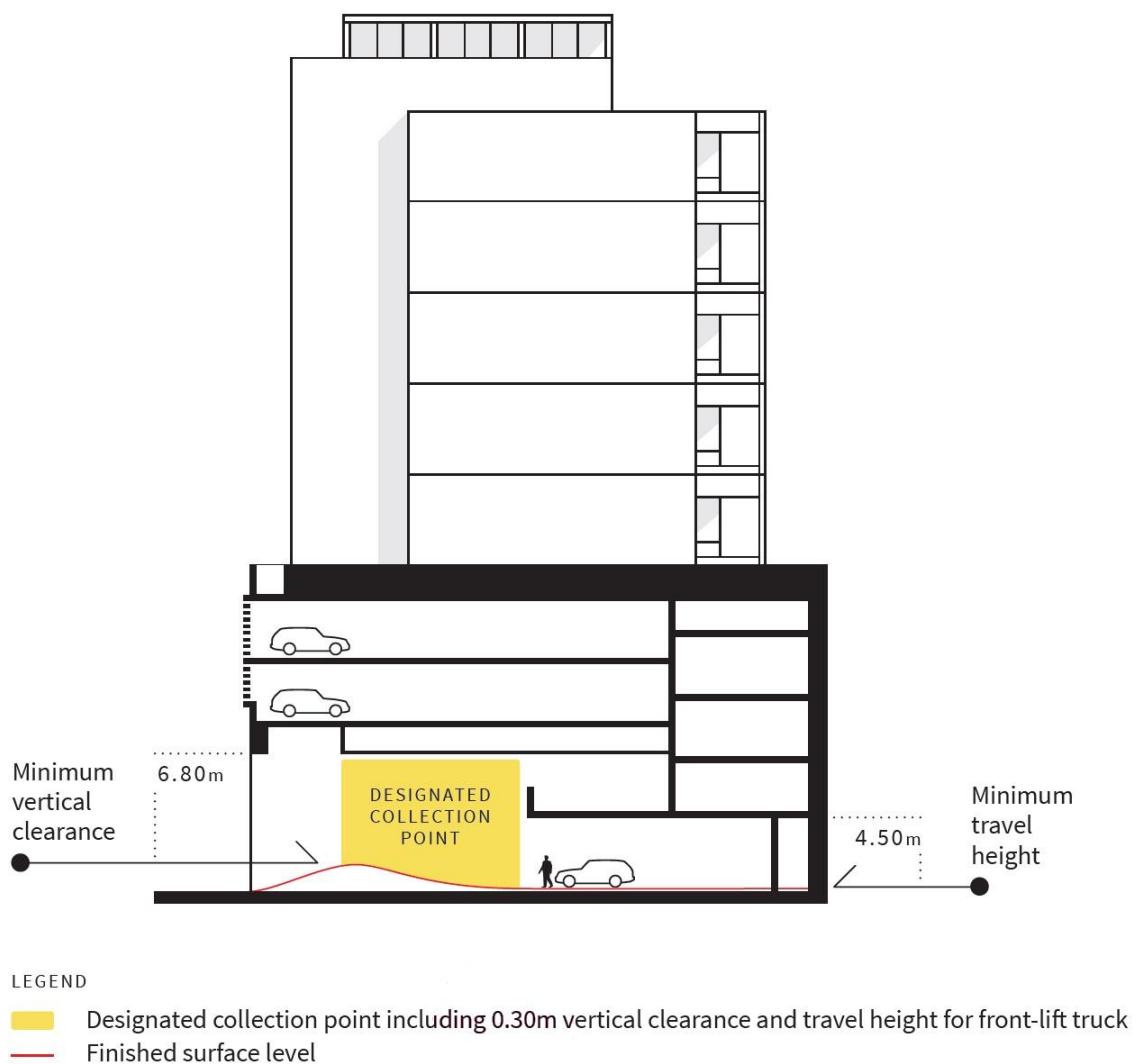 Minimum
vertical
clearance
6.80m
DESIGNATED
COLLECTION
POINT
4.50m
Minimum
travel
height
LEGEND
Designated collection point including 0.30m vertical clearance and travel height for front-lift truck
Finished surface level